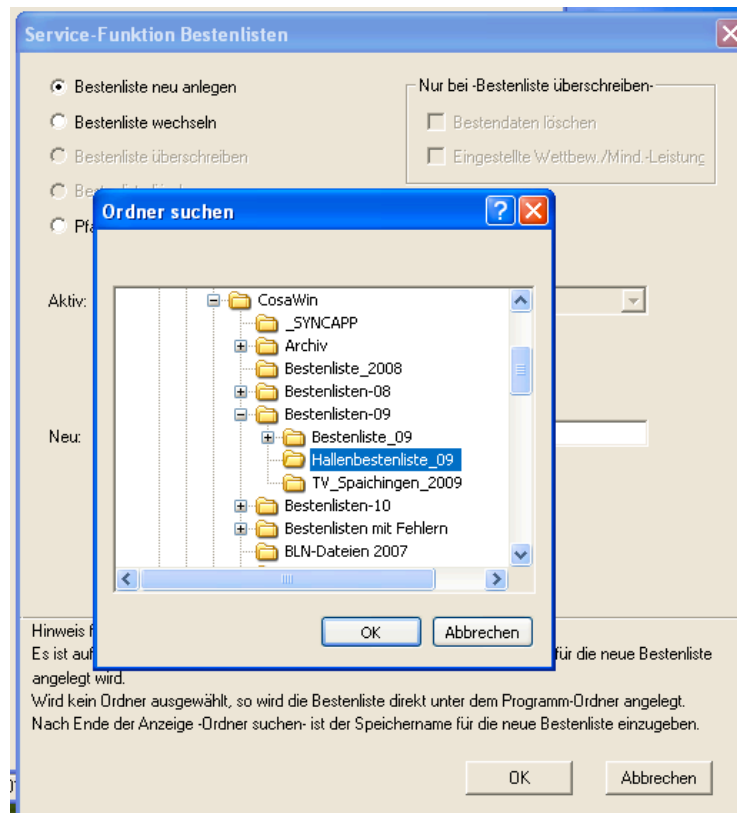 Service-Funktion Bestenlisten
Bestenliste neu anlegen
Bestenliste wechseln
Bestenliste überschreiben
Nur bei -Bestenliste überschreiben-
Bestendaten löschen
Eingestellte Wettbew./Mind.-Leistung
Aktiv:
Neu:
Ordner suchen
CosaWin
_SYNCAPP
Archiv
Bestenliste_2008
Bestenlisten-08
Bestenlisten-09
Bestenliste_09
Hallenbestenliste_09
TV_Spaichingen_2009
Bestenlisten-10
Bestenlisten mit Fehlern
BLN-Dateien 2007
OK
Abbrechen
Hinweis
Es ist für die neue Bestenliste
angelegt wird.
Wird kein Ordner ausgewählt, so wird die Bestenliste direkt unter dem Programm-Ordner angelegt.
Nach Ende der Anzeige -Ordner suchen- ist der Speichername für die neue Bestenliste einzugeben.
OK
Abbrechen